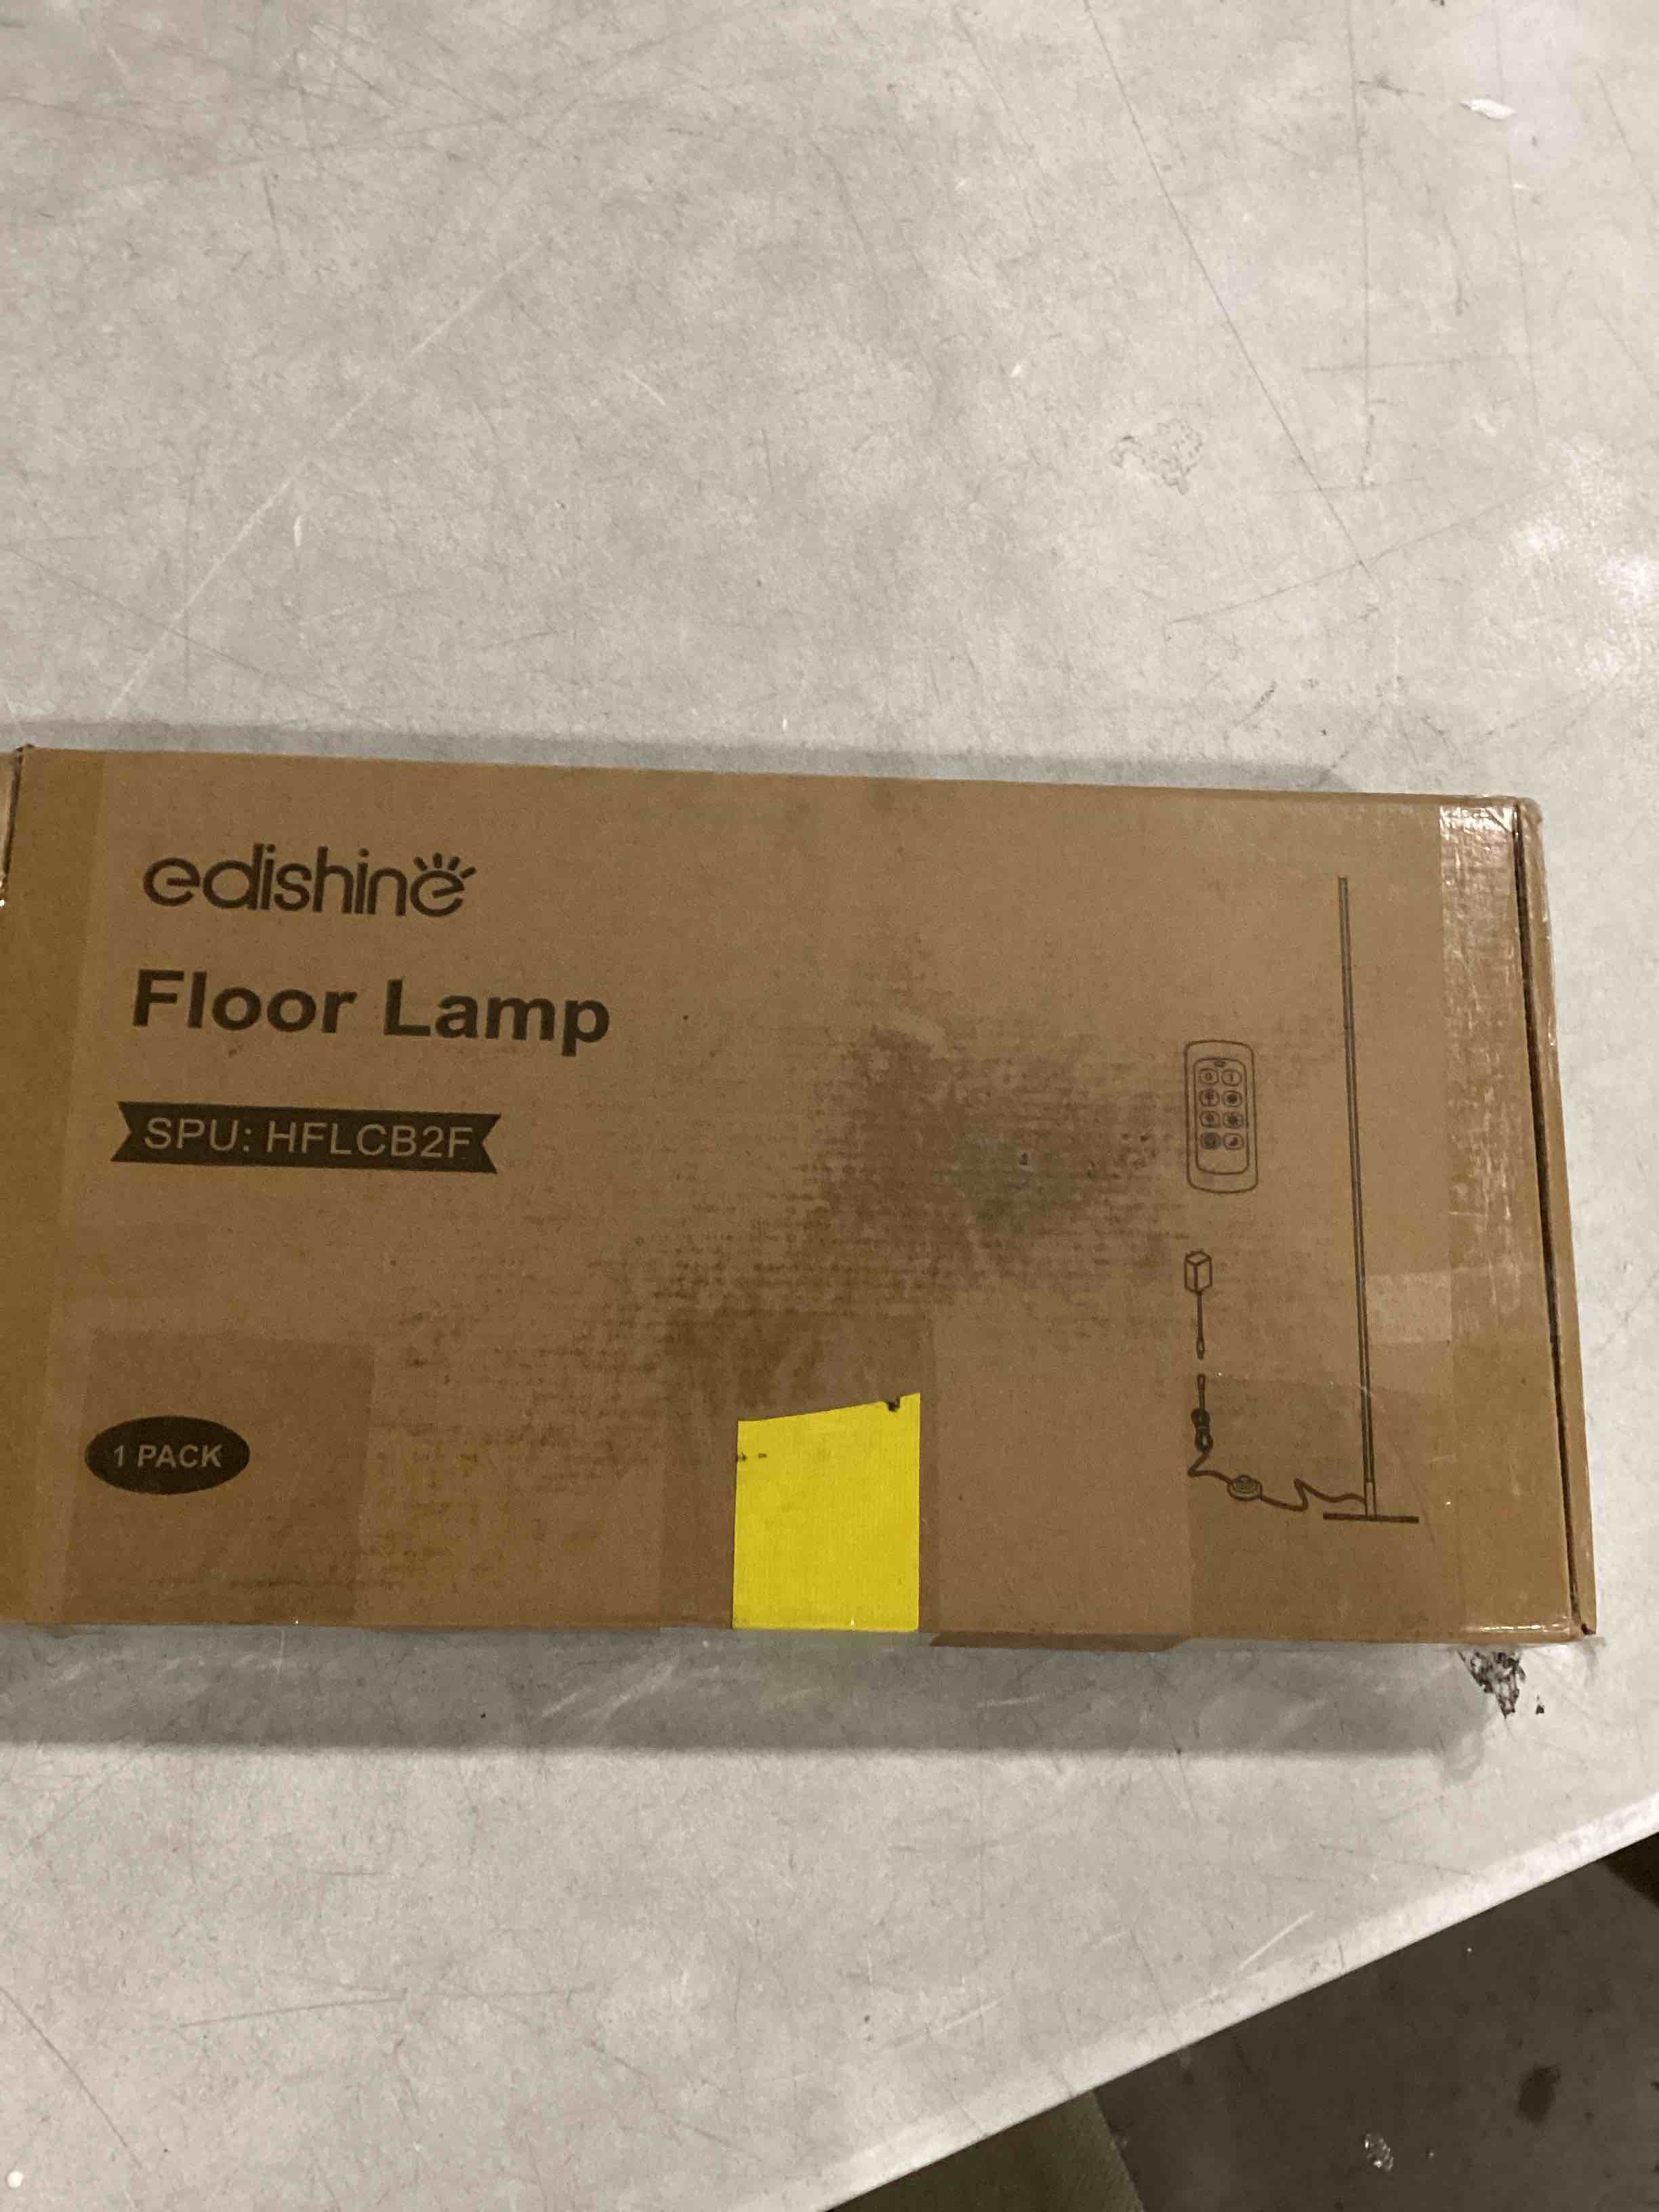 edishine
Floor Lamp
SPU: HFLCB2F
1 PACK